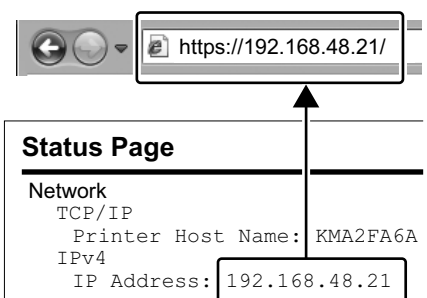 https://192.168.48.21/
Status Page
Network
TCP/IP
Printer Host Name: KMA2FA6A
IPv4
IP Address: 192.168.48.21